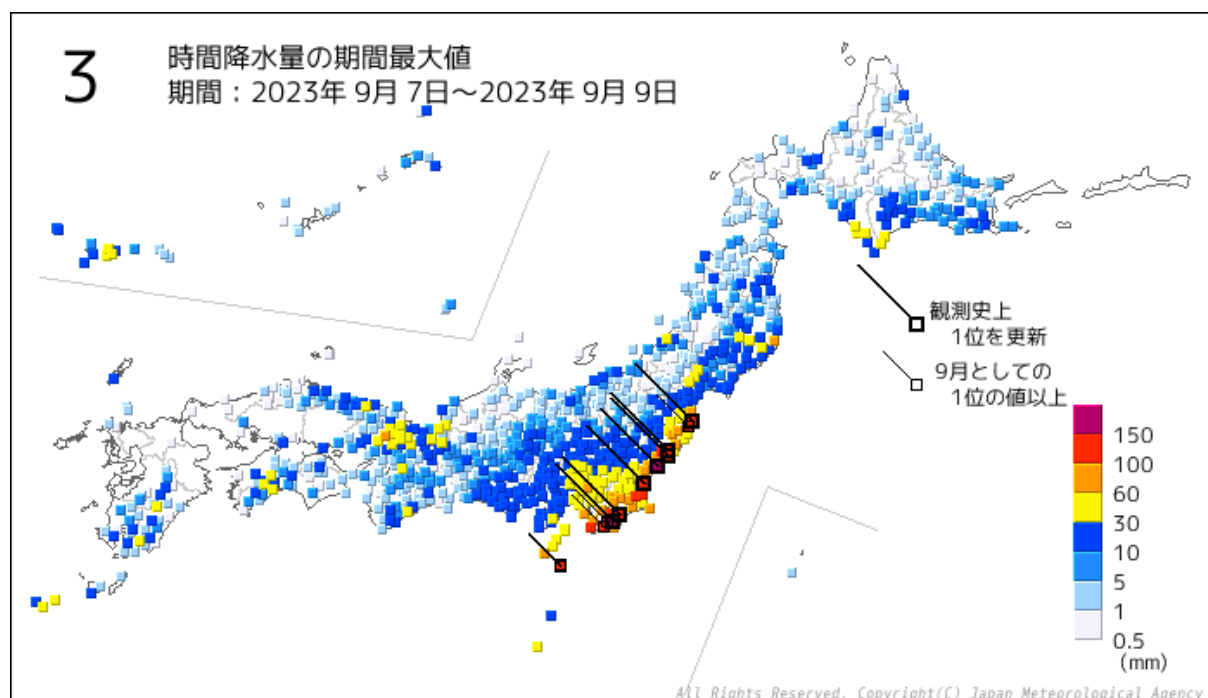 3 時間降水量の期間最大値
期間：2023年 9月 7日～2023年 9月 9日
観測史上
1位を更新
9月としての
1位の値以上
150
100
60
30
10
5
1
0.5
(mm)
All Rights Reserved, Copyright(C) Japan Meteorological Agency